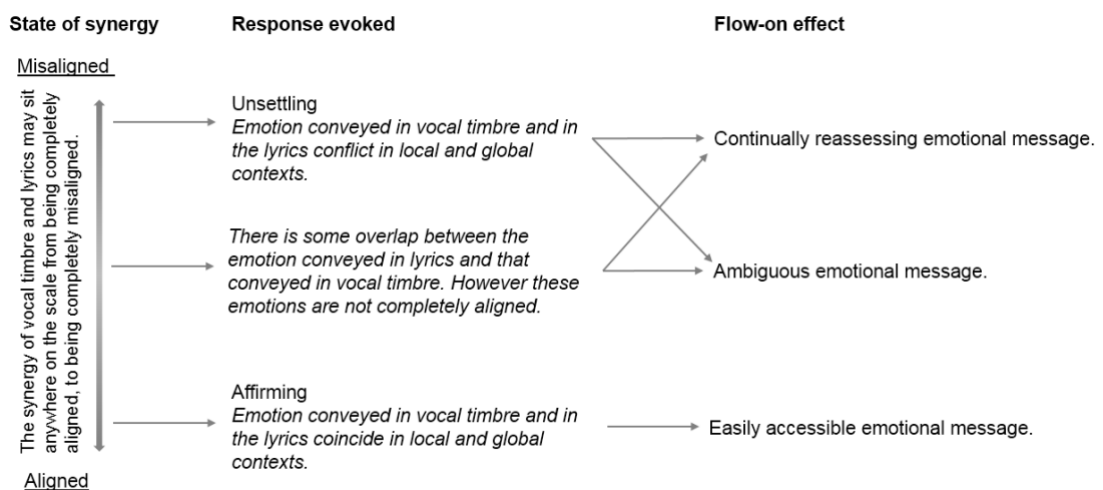 State of synergy
Response evoked
Flow-on effect
Misaligned
The synergy of vocal timbre and lyrics may sit
anywhere on the scale from being completely
aligned, to being completely misaligned.
Aligned
Unsettling
Emotion conveyed in vocal timbre and in
the lyrics conflict in local and global
contexts.
There is some overlap between the
emotion conveyed in lyrics and that
conveyed in vocal timbre. However these
emotions are not completely aligned.
Affirming
Emotion conveyed in vocal timbre and in
the lyrics coincide in local and global
contexts.
Continually reassessing emotional message.
Ambiguous emotional message.
Easily accessible emotional message.